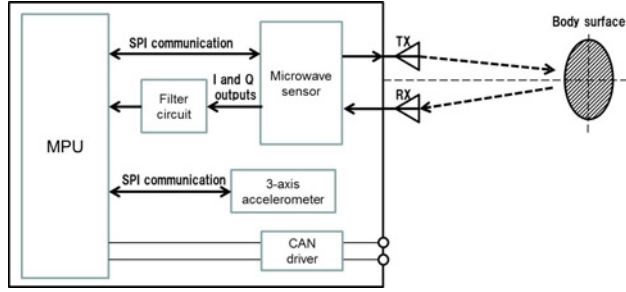 Body surface
SPI communication
TX
I and Q
outputs
Microwave
sensor
Filter
circuit
RX
MPU
SPI communication
3-axis
accelerometer
CAN
driver